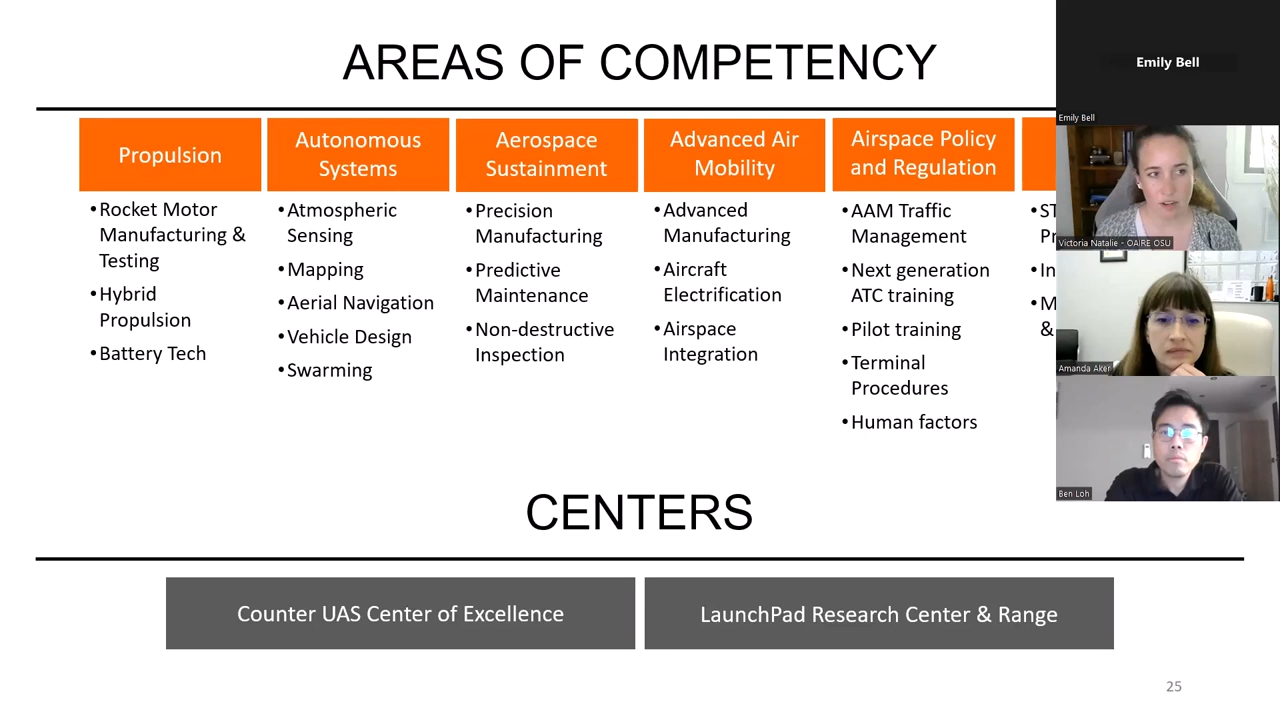 AREAS OF COMPETENCY
Propulsion
•Rocket Motor
Manufacturing &
Testing
•Hybrid
Propulsion
•Battery Tech
Autonomous
Systems
•Atmospheric
Sensing
•Mapping
•Aerial Navigation
•Vehicle Design
•Swarming
Aerospace
Sustainment
•Precision
Manufacturing
•Predictive
Maintenance
•Non-destructive
Inspection
Advanced Air
Mobility
•Advanced
Manufacturing
•Aircraft
Electrification
•Airspace
Integration
Airspace Policy
and Regulation
•AAM Traffic
Management
•Next generation
ATC training
•Pilot training
•Terminal
Procedures
•Human factors
Emily Bell
Emily Bell
Victoria Natalie - OAIRE OSU
Amanda Aker
Ben Loh
CENTERS
Counter UAS Center of Excellence
LaunchPad Research Center & Range
25